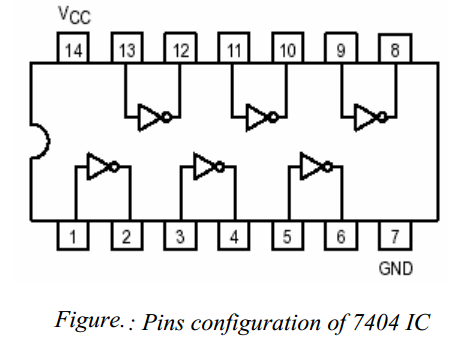 VCC
14 13 12 11 10 9 8
1 2 3 4 5 6 7
GND
Figure. : Pins configuration of 7404 IC